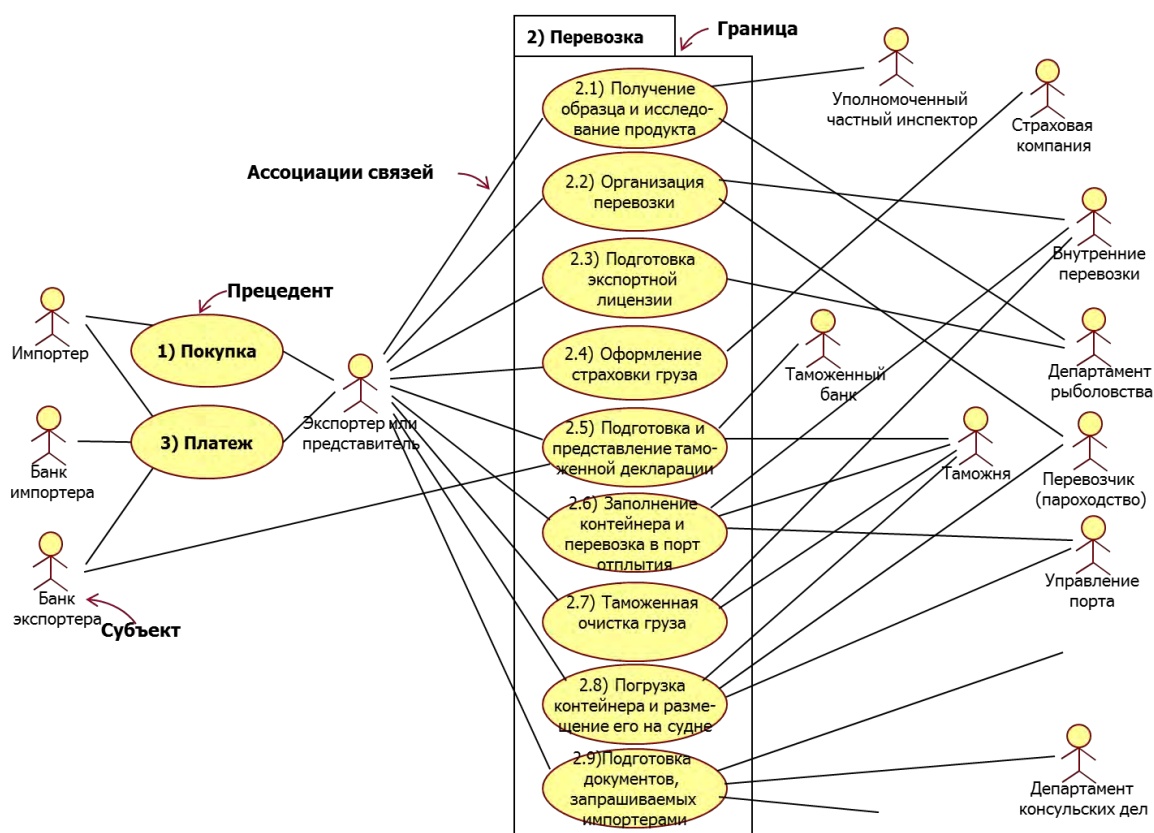 2) Перевозка
Граница
2.1) Получение
образца и исследо-
вание продукта
Уполномоченный
частный инспектор
Страховая
компания
Ассоциации связей
2.2) Организация
перевозки
Внутренние
перевозки
2.3) Подготовка
экспортной
лицензии
Прецедент
Импортер
1) Покупка
2.4) Оформление
страховки груза
Таможенный
банк
Департамент
рыболовства
3) Платеж
Экспортер или
представитель
2.5) Подготовка и
представление тамо-
женной декларации
Банк
импортера
Таможня
Перевозчик
(пароходство)
2.6) Заполнение
контейнера и
перевозка в порт
отплытия
Банк
экспортера
Субъект
2.7) Таможенная
очистка груза
Управление
порта
2.8) Погрузка
контейнера и разме-
щение его на судне
2.9)Подготовка
документов,
запрашиваемых
импортерами
Департамент
консульских дел